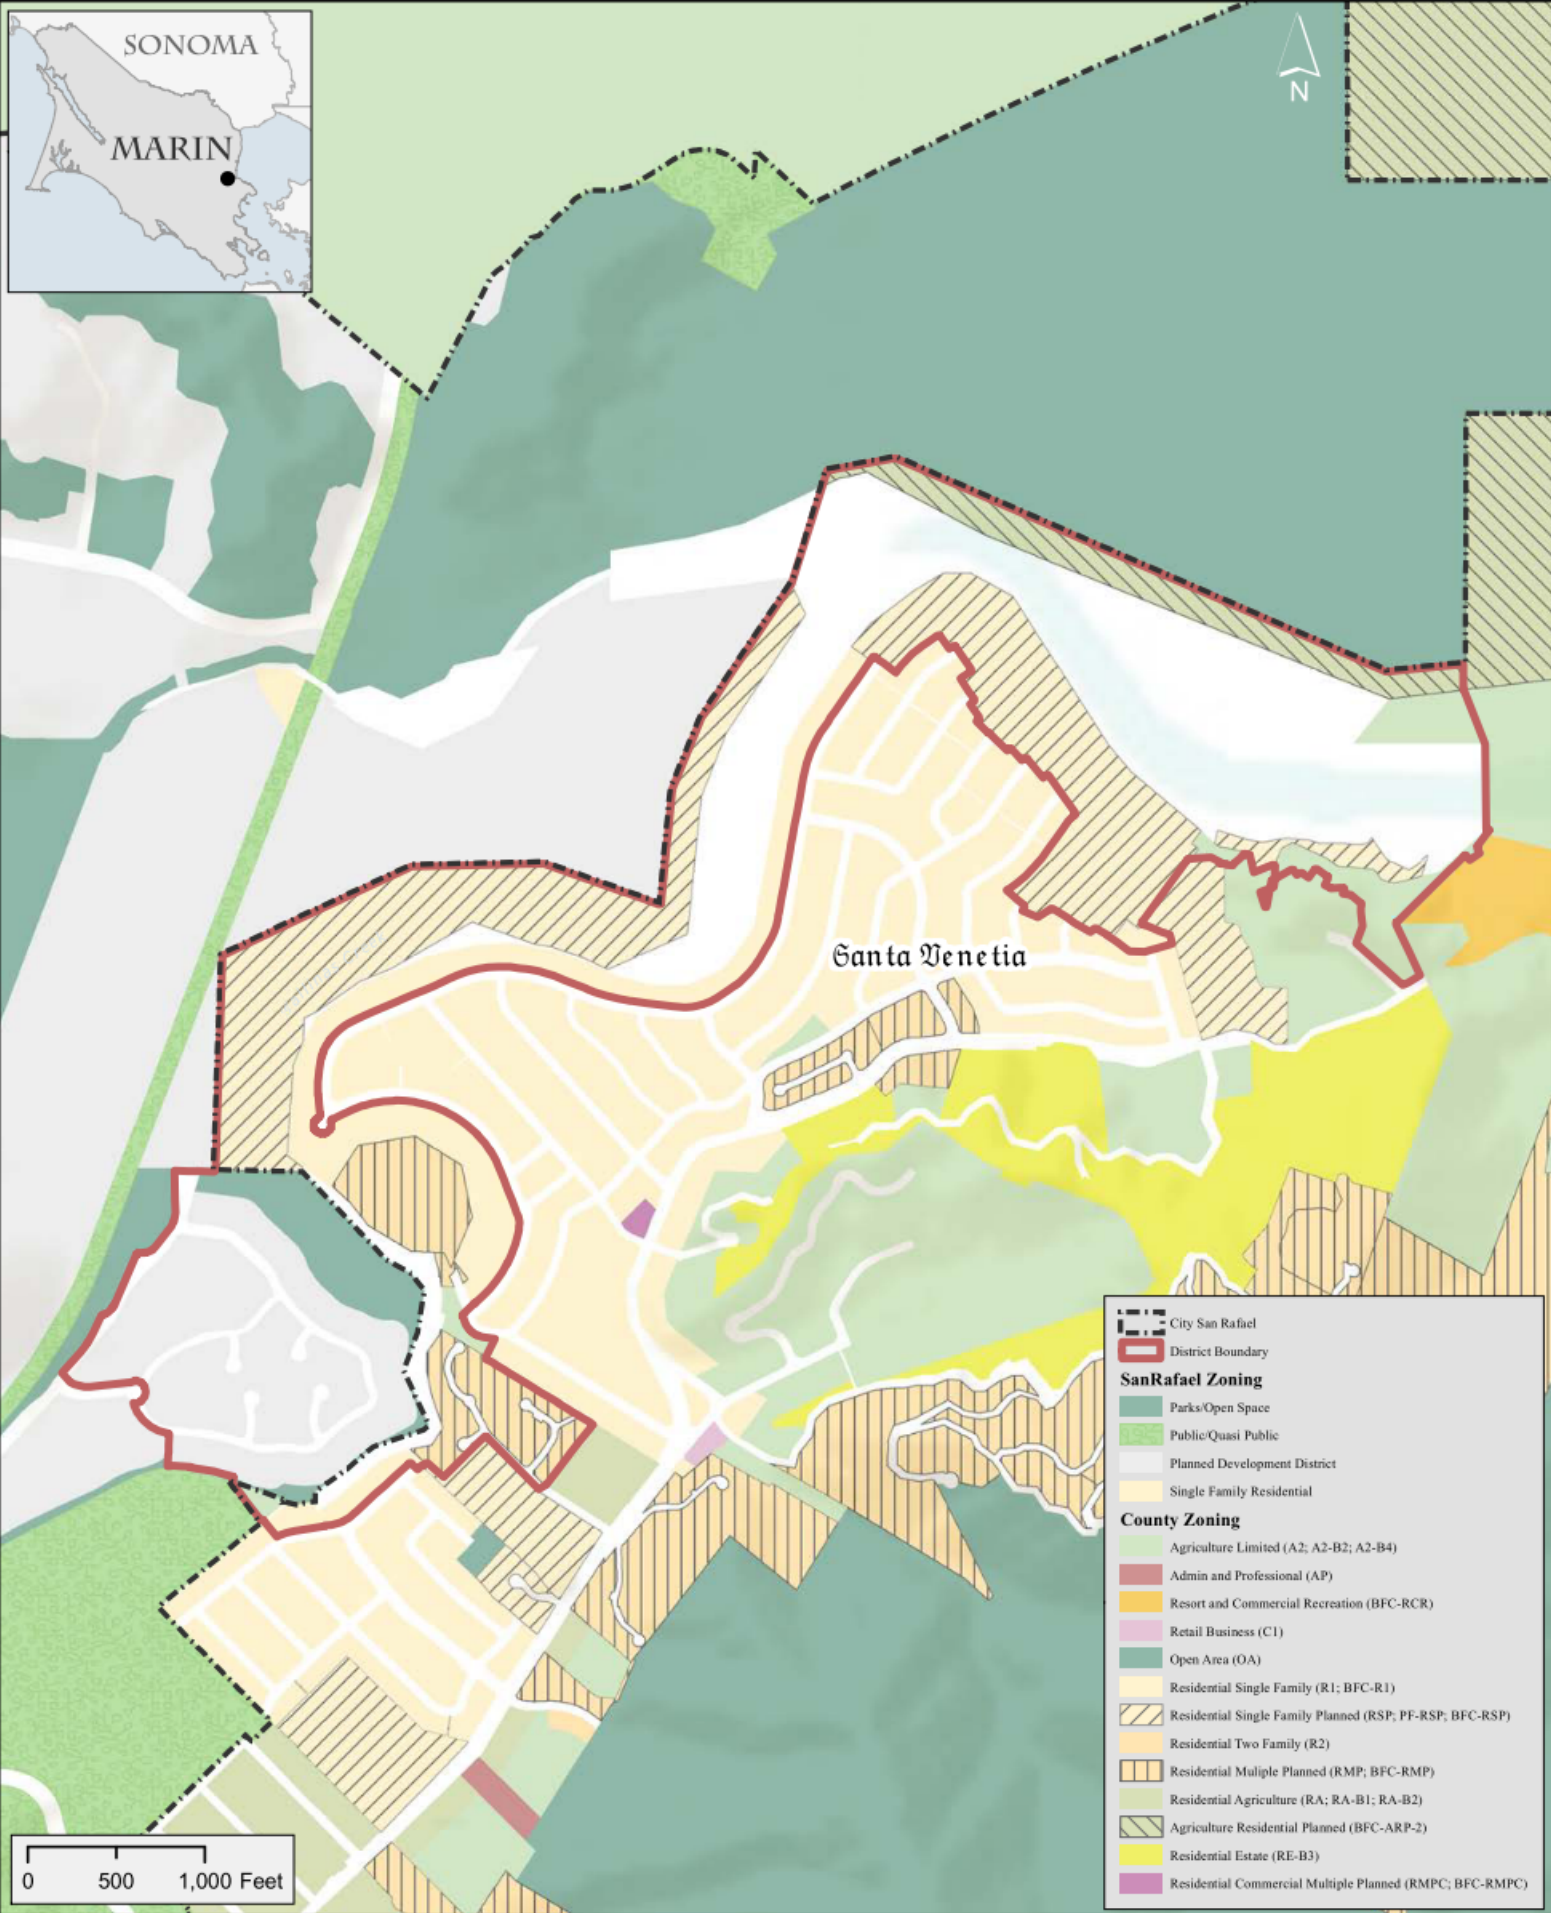 SONOMA
MARIN
N
Santa Venetia
City San Rafael
District Boundary
SanRafael Zoning
Parks/Open Space
Public/Quasi Public
Planned Development District
Single Family Residential
County Zoning
Agriculture Limited (A2; A2-B2; A2-B4)
Admin and Professional (AP)
Resort and Commercial Recreation (BFC-RCR)
Retail Business (C1)
Open Area (OA)
Residential Single Family (R1; BFC-R1)
Residential Single Family Planned (RSP; PF-RSP; BFC-RSP)
Residential Two Family (R2)
Residential Muliple Planned (RMP; BFC-RMP)
Residential Agriculture (RA; RA-B1; RA-B2)
Agriculture Residential Planned (BFC-ARP-2)
Residential Estate (RE-B3)
Residential Commercial Multiple Planned (RMPC; BFC-RMPC)
0 500 1,000 Feet